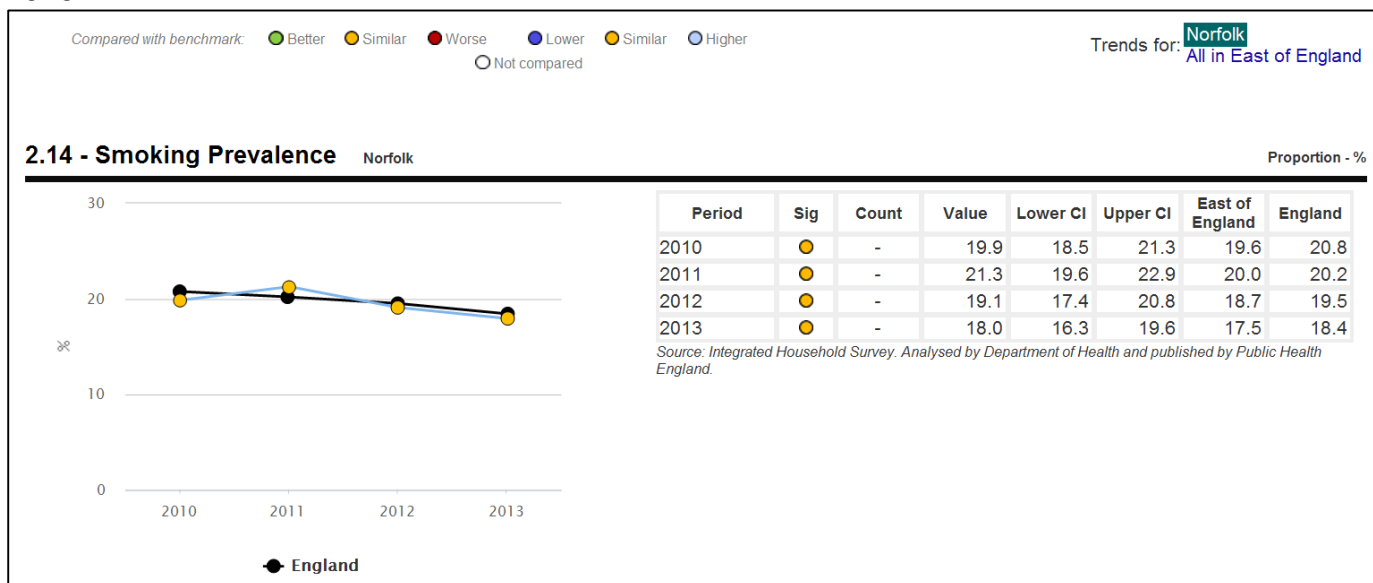 Compared with benchmark: Better Similar Worse Lower Similar Higher
Not compared
Trends for: Norfolk
All in East of England
2.14 - Smoking Prevalence Norfolk Proportion - %
30
20
%
10
0
2010 2011 2012 2013
England
Period Sig Count Value Lower CI Upper CI East of England England
2010 - 19.9 18.5 21.3 19.6 20.8
2011 - 21.3 19.6 22.9 20.0 20.2
2012 - 19.1 17.4 20.8 18.7 19.5
2013 - 18.0 16.3 19.6 17.5 18.4
Source: Integrated Household Survey. Analysed by Department of Health and published by Public Health
England.